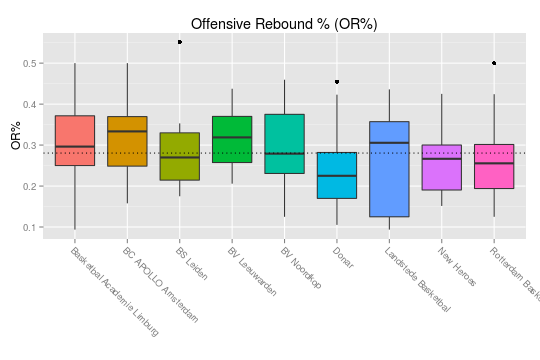 Offensive Rebound % (OR%)
OR%
0.5
0.4
0.3
0.2
0.1
Basketbal Academie Limburg
BC APOLLO Amsterdam
BS Leiden
BV Leeuwarden
BV Noordkop
Donar
Landstede Basketbal
New Heroes
Rotterdam Bask